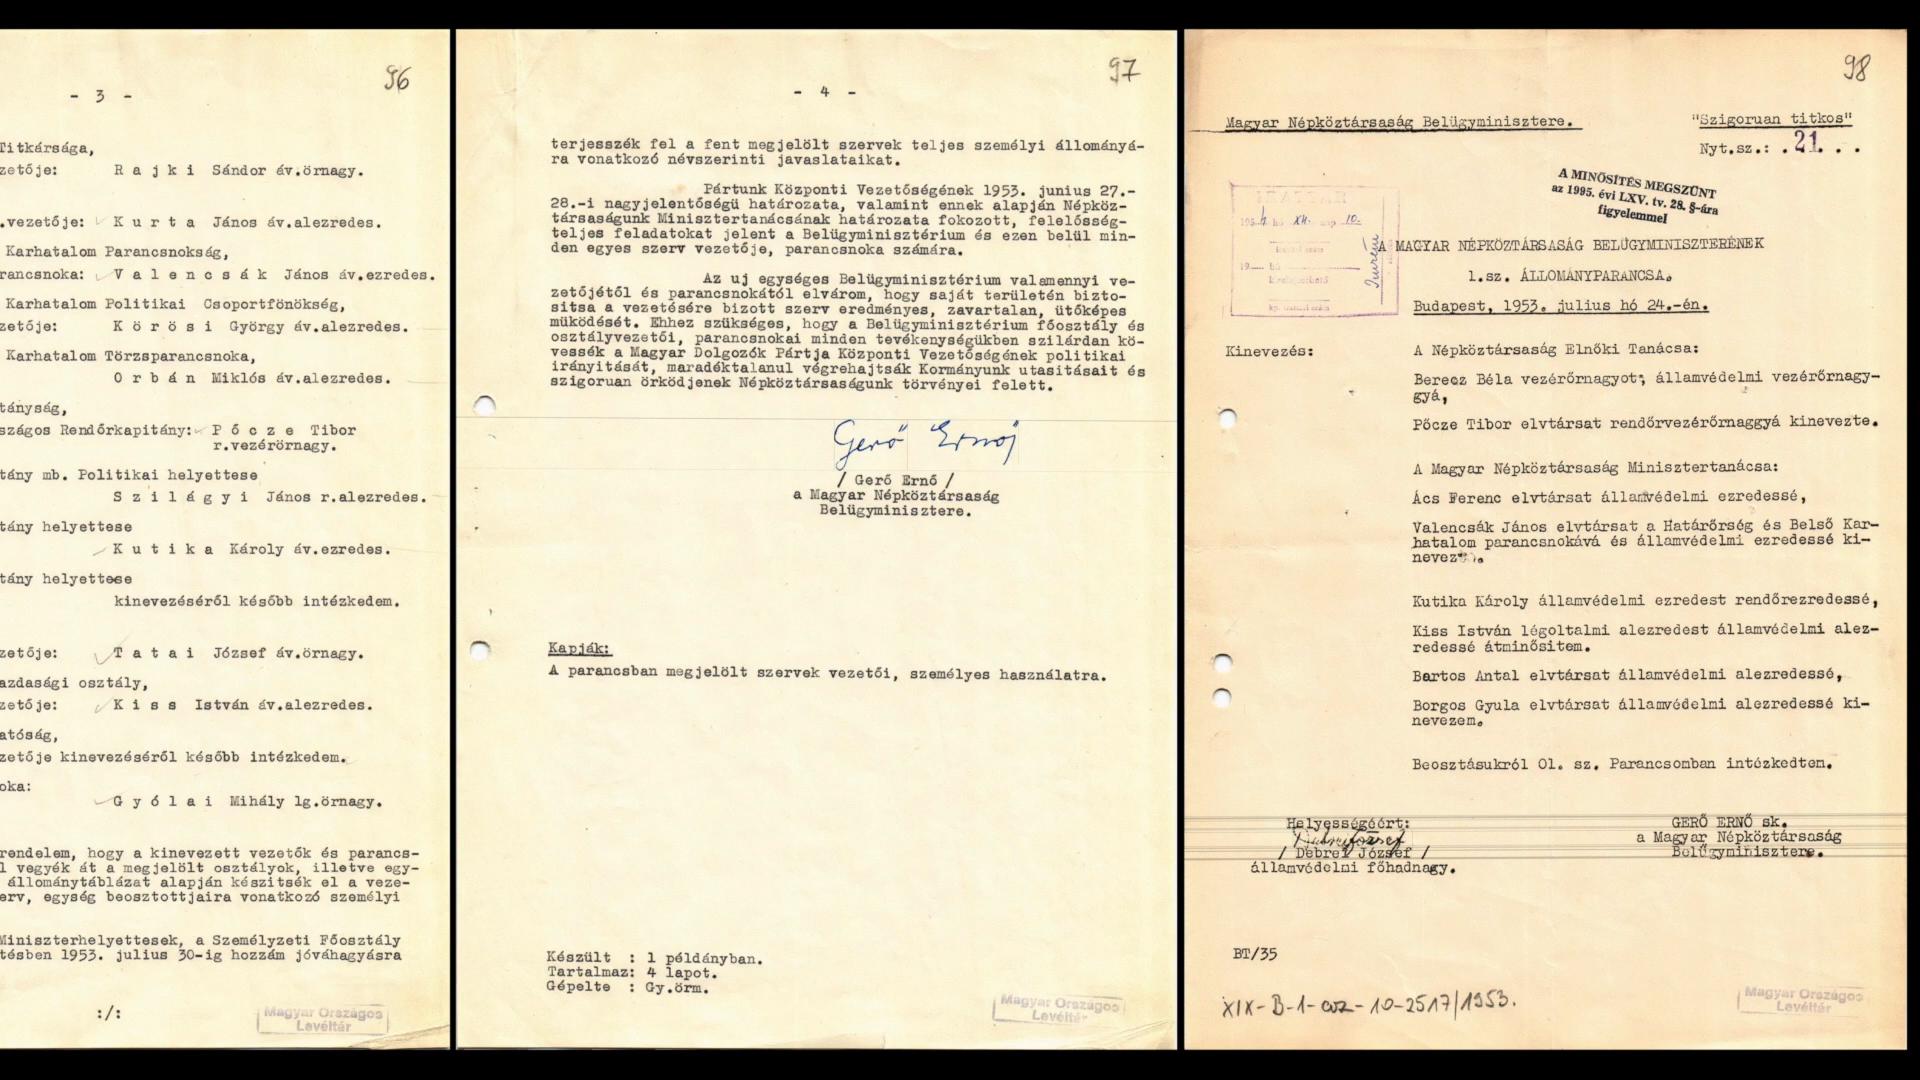 96
- 3 -
Titkársága,
zetője: R a j k i Sándor áv.őrnagy.
.vezetője: K u r t a János áv.alezredes.
Karhatalom Parancsnokság,
rancsnoka: V a l e n c s á k János áv.ezredes.
Karhatalom Politikai Csoportfőnökség,
zetője: K ö r ö s i György áv.alezredes.
Karhatalom Törzsparancsnoka,
O r b á n Miklós áv.alezredes.
tányság,
szágos Rendőrkapitány: P ő c z e Tibor
r.vezérőrnagy.
tány mb. Politikai helyettese
S z i l á g y i János r.alezredes.
tány helyettese
K u t i k a Károly áv.ezredes.
tány helyettese
kinevezéséről később intézkedem.
zetője: T a t a i József áv.őrnagy.
azdasági osztály,
zetője: K i s s István áv.alezredes.
atóság,
zetője kinevezéséről később intézkedem.
oka:
G y ó l a i Mihály lg.őrnagy.
rendelem, hogy a kinevezett vezetők és parancs-
l vegyék át a megjelölt osztályok, illetve egy-
állománytáblázat alapján készitsék el a veze-
erv, egység beosztottjaira vonatkozó személyi
Miniszterhelyettesek, a Személyzeti Főosztály
tésben 1953. julius 30-ig hozzám jóváhagyásra
:/:
Magyar Országos
Levéltár
97
- 4 -
terjesszék fel a fent megjelölt szervek teljes személyi állományá-
ra vonatkozó névszerinti javaslataikat.
Pártunk Központi Vezetőségének 1953. junius 27.-
28.-i nagyjelentőségü határozata, valamint ennek alapján Népköz-
társaságunk Minisztertanácsának határozata fokozott, felelősség-
teljes feladatokat jelent a Belügyminisztérium és ezen belül min-
den egyes szerv vezetője, parancsnoka számára.
Az uj egységes Belügyminisztérium valamennyi ve-
zetőjétől és parancsnokától elvárom, hogy saját területén bizto-
sitsa a vezetésére bizott szerv eredményes, zavartalan, ütőképes
müködését. Ehhez szükséges, hogy a Belügyminisztérium főosztály és
osztályvezetői, parancsnokai minden tevékenységükben szilárdan kö-
vessék a Magyar Dolgozók Pártja Központi Vezetőségének politikai
irányitását, maradéktalanul végrehajtsák Kormányunk utasitásait és
szigoruan őrködjenek Népköztársaságunk törvényei felett.
Gerő Ernő
/ Gerő Ernő /
a Magyar Népköztársaság
Belügyminisztere.
Kapják:
A parancsban megjelölt szervek vezetői, személyes használatra.
Készült : 1 példányban.
Tartalmaz: 4 lapot.
Gépelte : Gy.örm.
Magyar Országos
Levéltár
98
Magyar Népköztársaság Belügyminisztere. "Szigoruan titkos"
Nyt.sz.: .21. . .
A MINŐSÍTÉS MEGSZŰNT
az 1995. évi LXV. tv. 28. §-ára
figyelemmel
IRATTÁR
195 hó XII. nap 10.
19 hó
A MAGYAR NÉPKÖZTÁRSASÁG BELÜGYMINISZTERÉNEK
1.sz. ÁLLOMÁNYPARANCSA.
Budapest, 1953. julius hó 24.-én.
Kinevezés: A Népköztársaság Elnöki Tanácsa:
Berecz Béla vezérőrnagyot, államvédelmi vezérőrnagy-
gyá,
Pőcze Tibor elvtársat rendőrvezérőrnaggyá kinevezte.
A Magyar Népköztársaság Minisztertanácsa:
Ács Ferenc elvtársat államvédelmi ezredessé,
Valencsák János elvtársat a Határőrség és Belső Kar-
hatalom parancsnokává és államvédelmi ezredessé ki-
nevezte.
Kutika Károly államvédelmi ezredest rendőrezredessé,
Kiss István légoltalmi alezredest államvédelmi alez-
redessé átminősitem.
Bartos Antal elvtársat államvédelmi alezredessé,
Borgos Gyula elvtársat államvédelmi alezredessé ki-
nevezem.
Beosztásukról 01. sz. Parancsomban intézkedtem.
Helyességéért: GERŐ ERNŐ sk.
a Magyar Népköztársaság
/ Debrei József / Belügyminisztere.
államvédelmi főhadnagy.
BT/35
XIX-B-1-az-10-2517/1953.
Magyar Országos
Levéltár